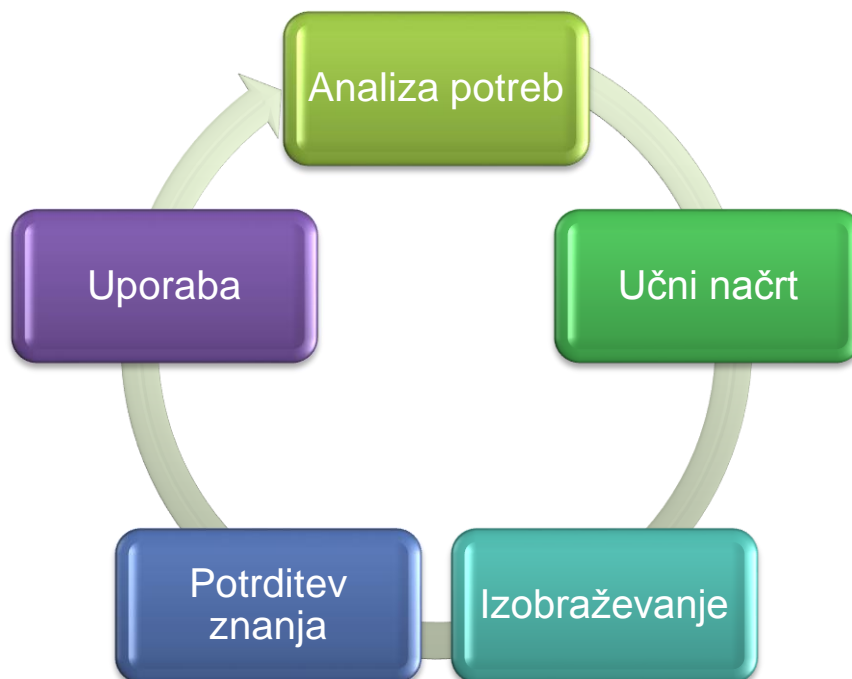 Analiza potreb
Uporaba
Učni načrt
Potrditev
znanja
Izobraževanje